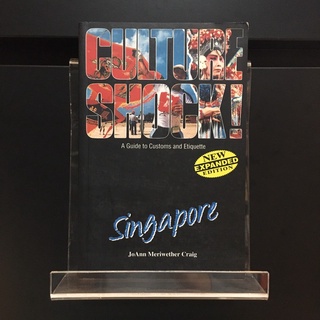 CULTURE
SHOCK!
A Guide to Customs and Etiquette
NEW
EXPANDED
EDITION
Singapore
JoAnn Meriwether Craig